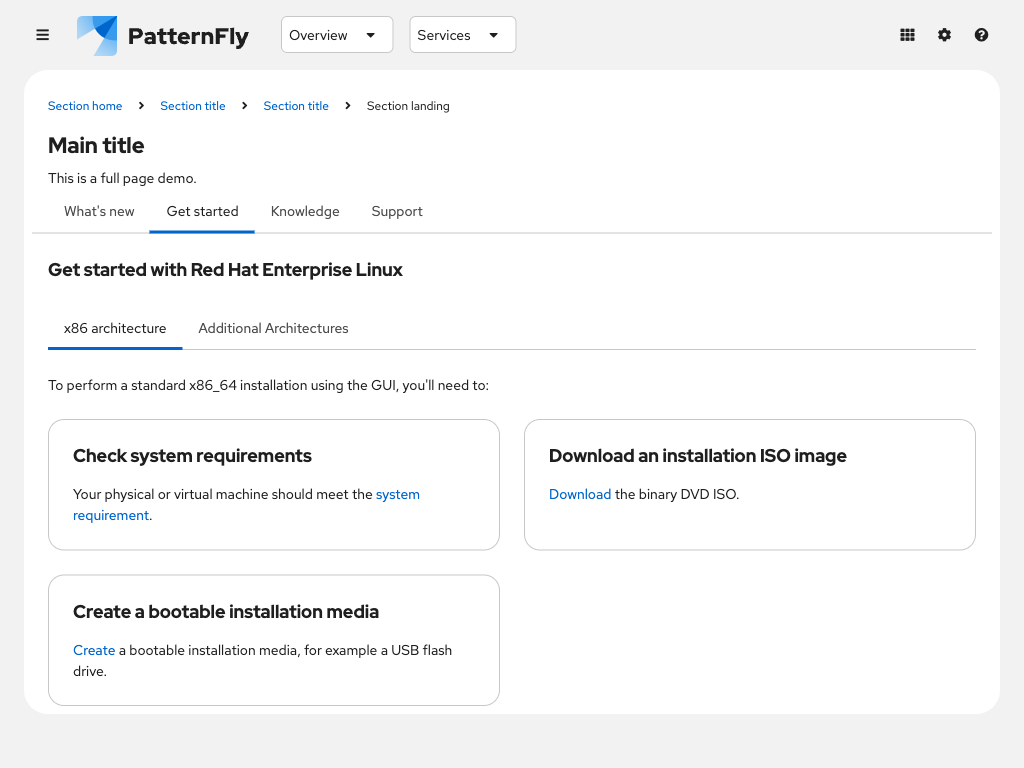 PatternFly
Overview
Services
Section home
Section title
Section title
Section landing
Main title
This is a full page demo.
What's new
Get started
Knowledge
Support
Get started with Red Hat Enterprise Linux
x86 architecture
Additional Architectures
To perform a standard x86_64 installation using the GUI, you'll need to:
Check system requirements
Your physical or virtual machine should meet the system
requirement.
Download an installation ISO image
Download the binary DVD ISO.
Create a bootable installation media
Create a bootable installation media, for example a USB flash
drive.